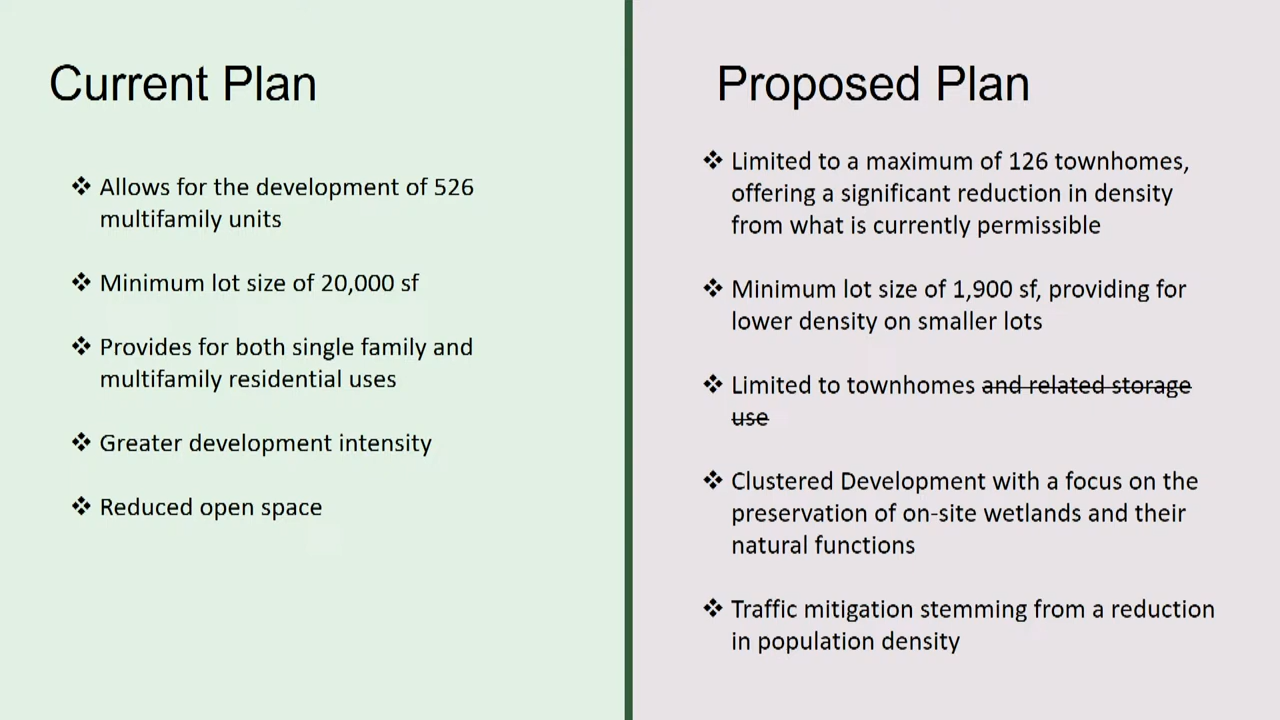 Current Plan
❖ Allows for the development of 526
multifamily units
❖ Minimum lot size of 20,000 sf
❖ Provides for both single family and
multifamily residential uses
❖ Greater development intensity
❖ Reduced open space
Proposed Plan
❖ Limited to a maximum of 126 townhomes,
offering a significant reduction in density
from what is currently permissible
❖ Minimum lot size of 1,900 sf, providing for
lower density on smaller lots
❖ Limited to townhomes and related storage
use
❖ Clustered Development with a focus on the
preservation of on-site wetlands and their
natural functions
❖ Traffic mitigation stemming from a reduction
in population density